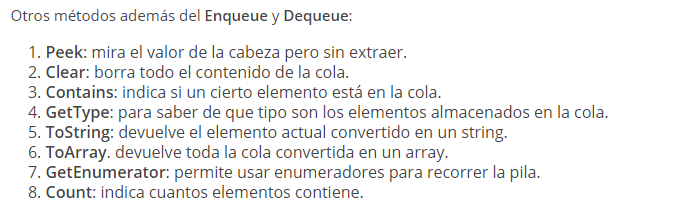 Otros métodos además del Enqueue y Dequeue:
1. Peek: mira el valor de la cabeza pero sin extraer.
2. Clear: borra todo el contenido de la cola.
3. Contains: indica si un cierto elemento está en la cola.
4. GetType: para saber de que tipo son los elementos almacenados en la cola.
5. ToString: devuelve el elemento actual convertido en un string.
6. ToArray. devuelve toda la cola convertida en un array.
7. GetEnumerator: permite usar enumeradores para recorrer la pila.
8. Count: indica cuantos elementos contiene.